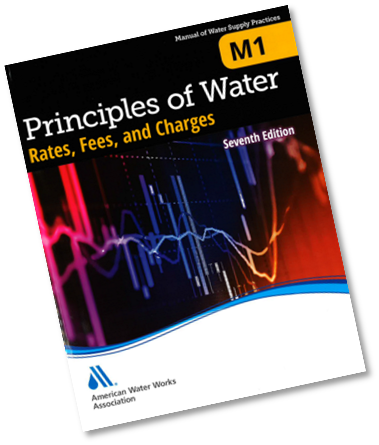 Manual of Water Supply Practices
M1
Principles of Water
Rates, Fees, and Charges
Seventh Edition
American Water Works
Association